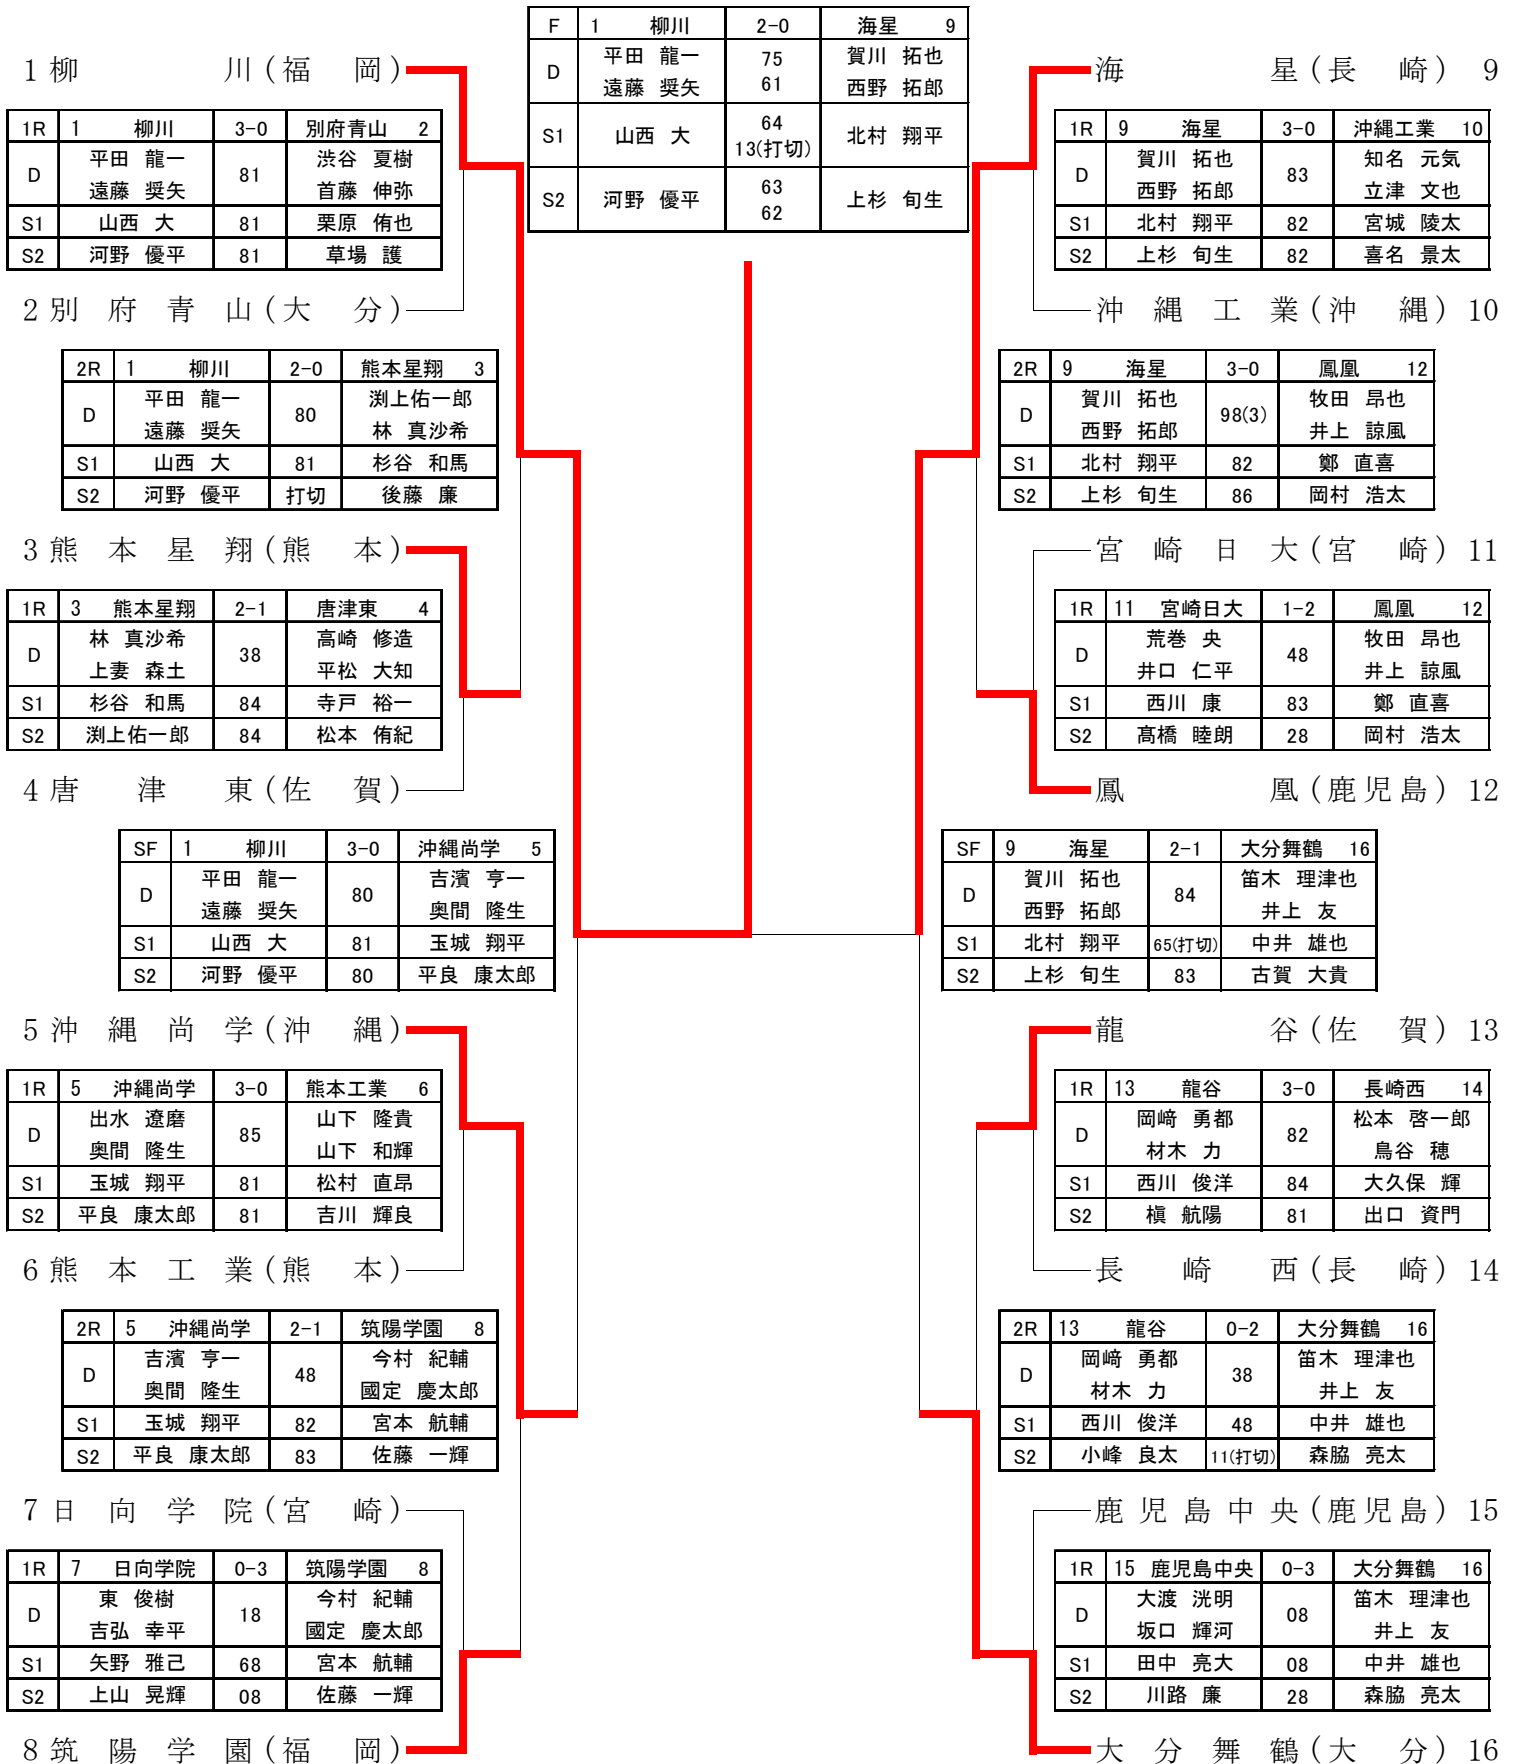 F 1 柳川 2-0 海星 9
D 平田 龍一 75 賀川 拓也
遠藤 奨矢 61 西野 拓郎
S1 山西 大 64 北村 翔平
13(打切)
S2 河野 優平 63 上杉 旬生
62
1 柳川(福岡)
1R 1 柳川 3-0 別府青山 2
D 平田 龍一 81 渋谷 夏樹
遠藤 奨矢 首藤 伸弥
S1 山西 大 81 栗原 侑也
S2 河野 優平 81 草場 護
2 別府青山(大分)
2R 1 柳川 2-0 熊本星翔 3
D 平田 龍一 80 渕上佑一郎
遠藤 奨矢 林 真沙希
S1 山西 大 81 杉谷 和馬
S2 河野 優平 打切 後藤 廉
3 熊本星翔(熊本)
1R 3 熊本星翔 2-1 唐津東 4
D 林 真沙希 38 高崎 修造
上妻 森土 平松 大知
S1 杉谷 和馬 84 寺戸 裕一
S2 渕上佑一郎 84 松本 侑紀
4 唐津東(佐賀)
SF 1 柳川 3-0 沖縄尚学 5
D 平田 龍一 80 吉濱 亨一
遠藤 奨矢 奥間 隆生
S1 山西 大 81 玉城 翔平
S2 河野 優平 80 平良 康太郎
5 沖縄尚学(沖縄)
1R 5 沖縄尚学 3-0 熊本工業 6
D 出水 遼磨 85 山下 隆貴
奥間 隆生 山下 和輝
S1 玉城 翔平 81 松村 直昂
S2 平良 康太郎 81 吉川 輝良
6 熊本工業(熊本)
2R 5 沖縄尚学 2-1 筑陽学園 8
D 吉濱 亨一 48 今村 紀輔
奥間 隆生 國定 慶太郎
S1 玉城 翔平 82 宮本 航輔
S2 平良 康太郎 83 佐藤 一輝
7 日向学院(宮崎)
1R 7 日向学院 0-3 筑陽学園 8
D 東 俊樹 18 今村 紀輔
吉弘 幸平 國定 慶太郎
S1 矢野 雅己 68 宮本 航輔
S2 上山 晃輝 08 佐藤 一輝
8 筑陽学園(福岡)
海星(長崎) 9
1R 9 海星 3-0 沖縄工業 10
D 賀川 拓也 83 知名 元気
西野 拓郎 立津 文也
S1 北村 翔平 82 宮城 陵太
S2 上杉 旬生 82 喜名 景太
沖縄工業(沖縄) 10
2R 9 海星 3-0 鳳凰 12
D 賀川 拓也 98(3) 牧田 昂也
西野 拓郎 井上 諒風
S1 北村 翔平 82 鄭 直喜
S2 上杉 旬生 86 岡村 浩太
宮崎日大(宮崎) 11
1R 11 宮崎日大 1-2 鳳凰 12
D 荒巻 央 48 牧田 昂也
井口 仁平 井上 諒風
S1 西川 康 83 鄭 直喜
S2 髙橋 睦朗 28 岡村 浩太
鳳凰(鹿児島) 12
SF 9 海星 2-1 大分舞鶴 16
D 賀川 拓也 84 笛木 理津也
西野 拓郎 井上 友
S1 北村 翔平 65(打切) 中井 雄也
S2 上杉 旬生 83 古賀 大貴
龍谷(佐賀) 13
1R 13 龍谷 3-0 長崎西 14
D 岡﨑 勇都 82 松本 啓一郎
材木 力 鳥谷 穂
S1 西川 俊洋 84 大久保 輝
S2 槇 航陽 81 出口 資門
長崎西(長崎) 14
2R 13 龍谷 0-2 大分舞鶴 16
D 岡﨑 勇都 38 笛木 理津也
材木 力 井上 友
S1 西川 俊洋 48 中井 雄也
S2 小峰 良太 11(打切) 森脇 亮太
鹿児島中央(鹿児島) 15
1R 15 鹿児島中央 0-3 大分舞鶴 16
D 大渡 洸明 08 笛木 理津也
坂口 輝河 井上 友
S1 田中 亮大 08 中井 雄也
S2 川路 廉 28 森脇 亮太
大分舞鶴(大分) 16